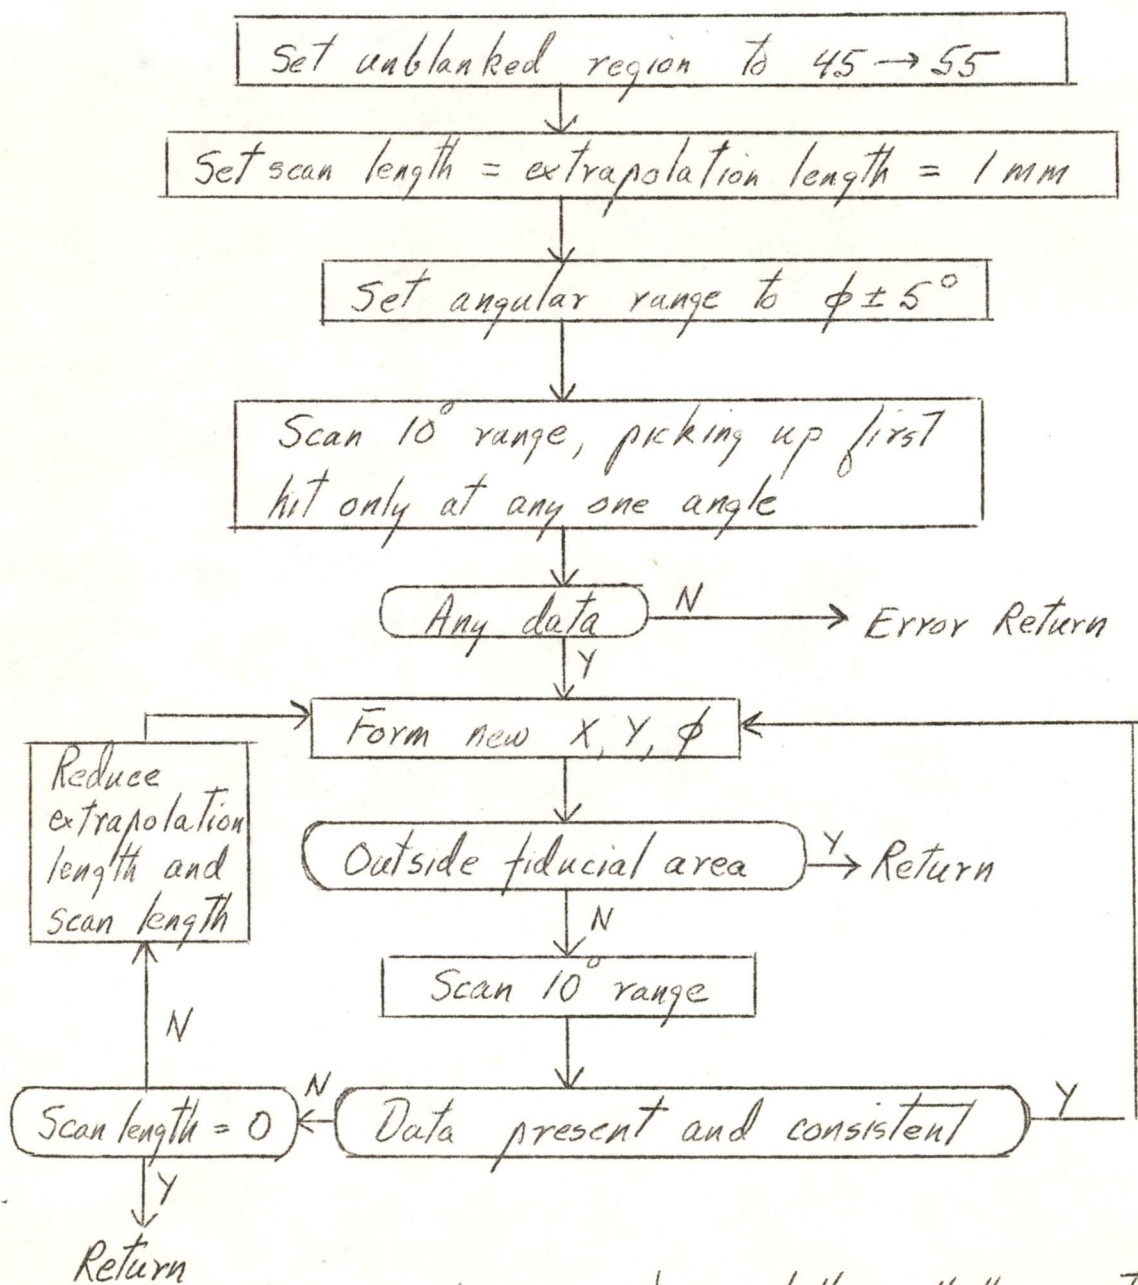 Set unblanked region to 45 → 55
Set scan length = extrapolation length = 1 mm
Set angular range to ϕ ± 5°
Scan 10° range, picking up first
hit only at any one angle
Any data
N
Error Return
Y
Form new X, Y, ϕ
Reduce
extrapolation
length and
scan length
Outside fiducial area
Y
Return
N
Scan 10° range
N
Scan length = 0
N
Data present and consistent
Y
Y
Return